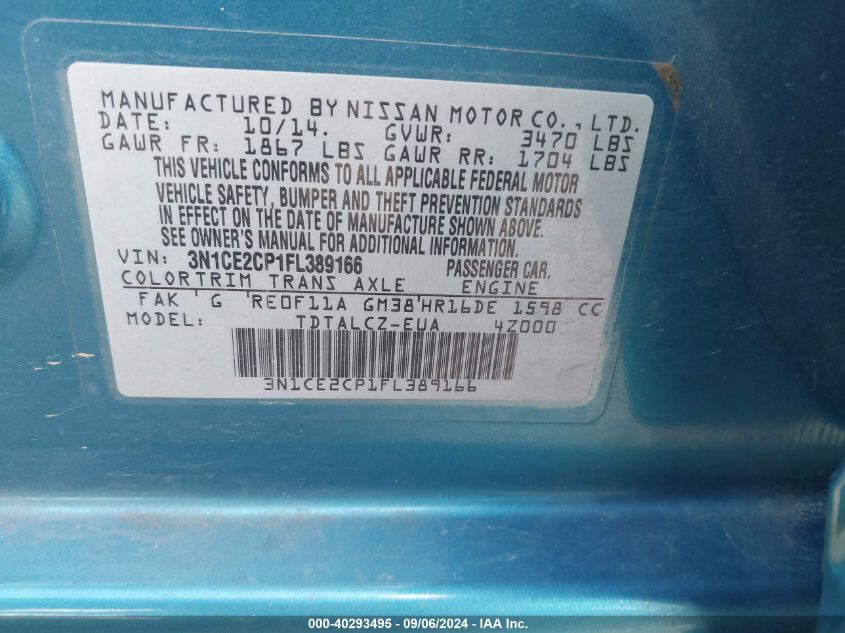 MANUFACTURED BY NISSAN MOTOR CO., LTD.
DATE: 10/14. GVWR: 3470 LBS
GAWR FR: 1867 LBS GAWR RR: 1704 LBS
THIS VEHICLE CONFORMS TO ALL APPLICABLE FEDERAL MOTOR
VEHICLE SAFETY, BUMPER AND THEFT PREVENTION STANDARDS
IN EFFECT ON THE DATE OF MANUFACTURE SHOWN ABOVE.
SEE OWNER'S MANUAL FOR ADDITIONAL INFORMATION.
VIN: 3N1CE2CP1FL389166 PASSENGER CAR.
COLORTRIM TRANS AXLE ENGINE
FAK ' G RE0F11A GM38'HR16DE 1598 CC
MODEL: TDTALCZ-EUA 4Z000
3N1CE2CP1FL389166
000-40293495 - 09/06/2024 - IAA Inc.